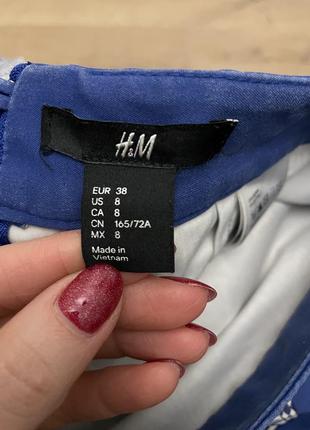 H&M
EUR 38
US 8
CA 8
CN 165/72A
MX 8
Made in
Vietnam